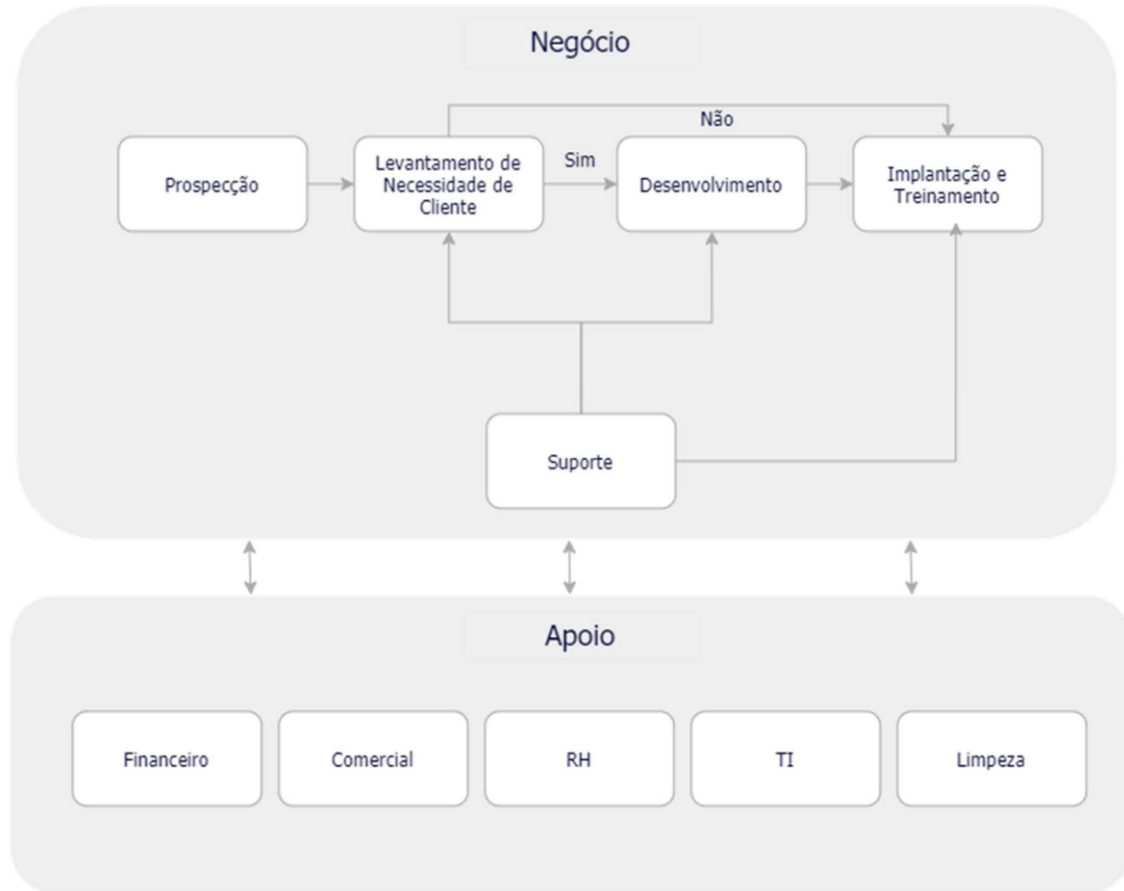 Negócio
Não
Prospecção
Levantamento de
Necessidade de
Cliente
Sim
Desenvolvimento
Implantação e
Treinamento
Suporte
Apoio
Financeiro
Comercial
RH
TI
Limpeza